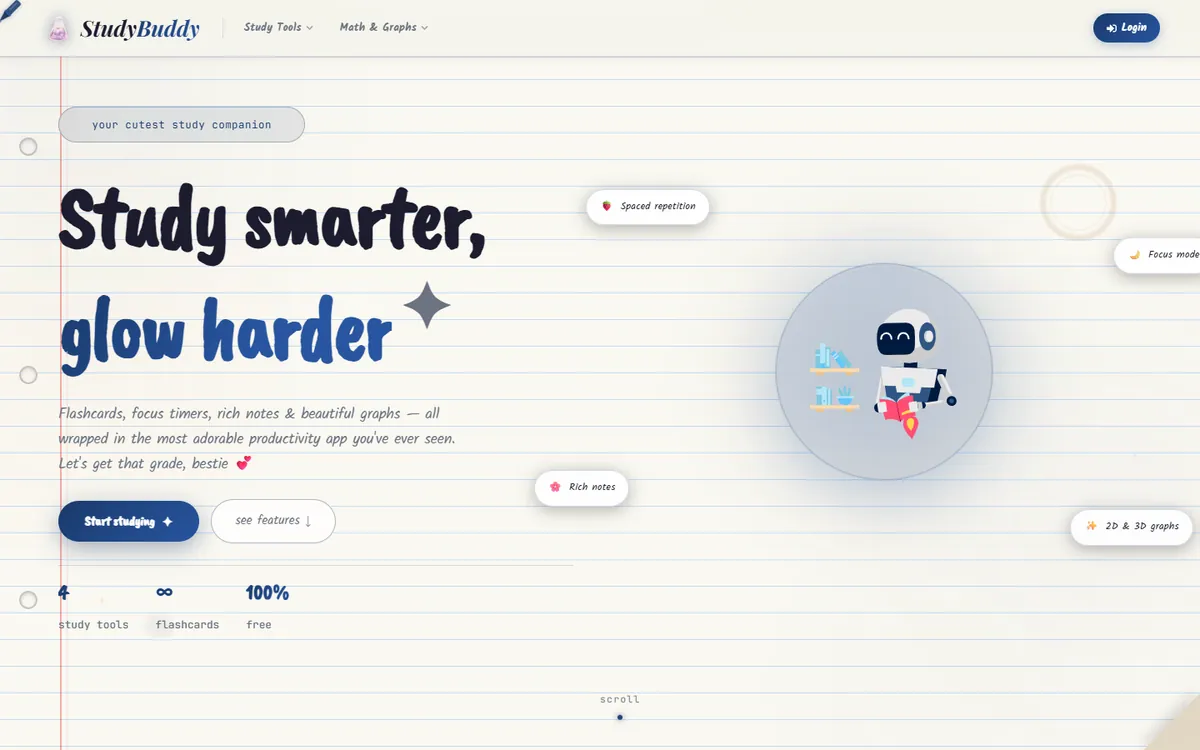 StudyBuddy
Study Tools
Math & Graphs
Login
your cutest study companion
Study smarter,
glow harder
Flashcards, focus timers, rich notes & beautiful graphs — all
wrapped in the most adorable productivity app you've ever seen.
Let's get that grade, bestie 💕
Start studying ✦
see features ↓
4
study tools
∞
flashcards
100%
free
Spaced repetition
Focus mode
Rich notes
2D & 3D graphs
scroll